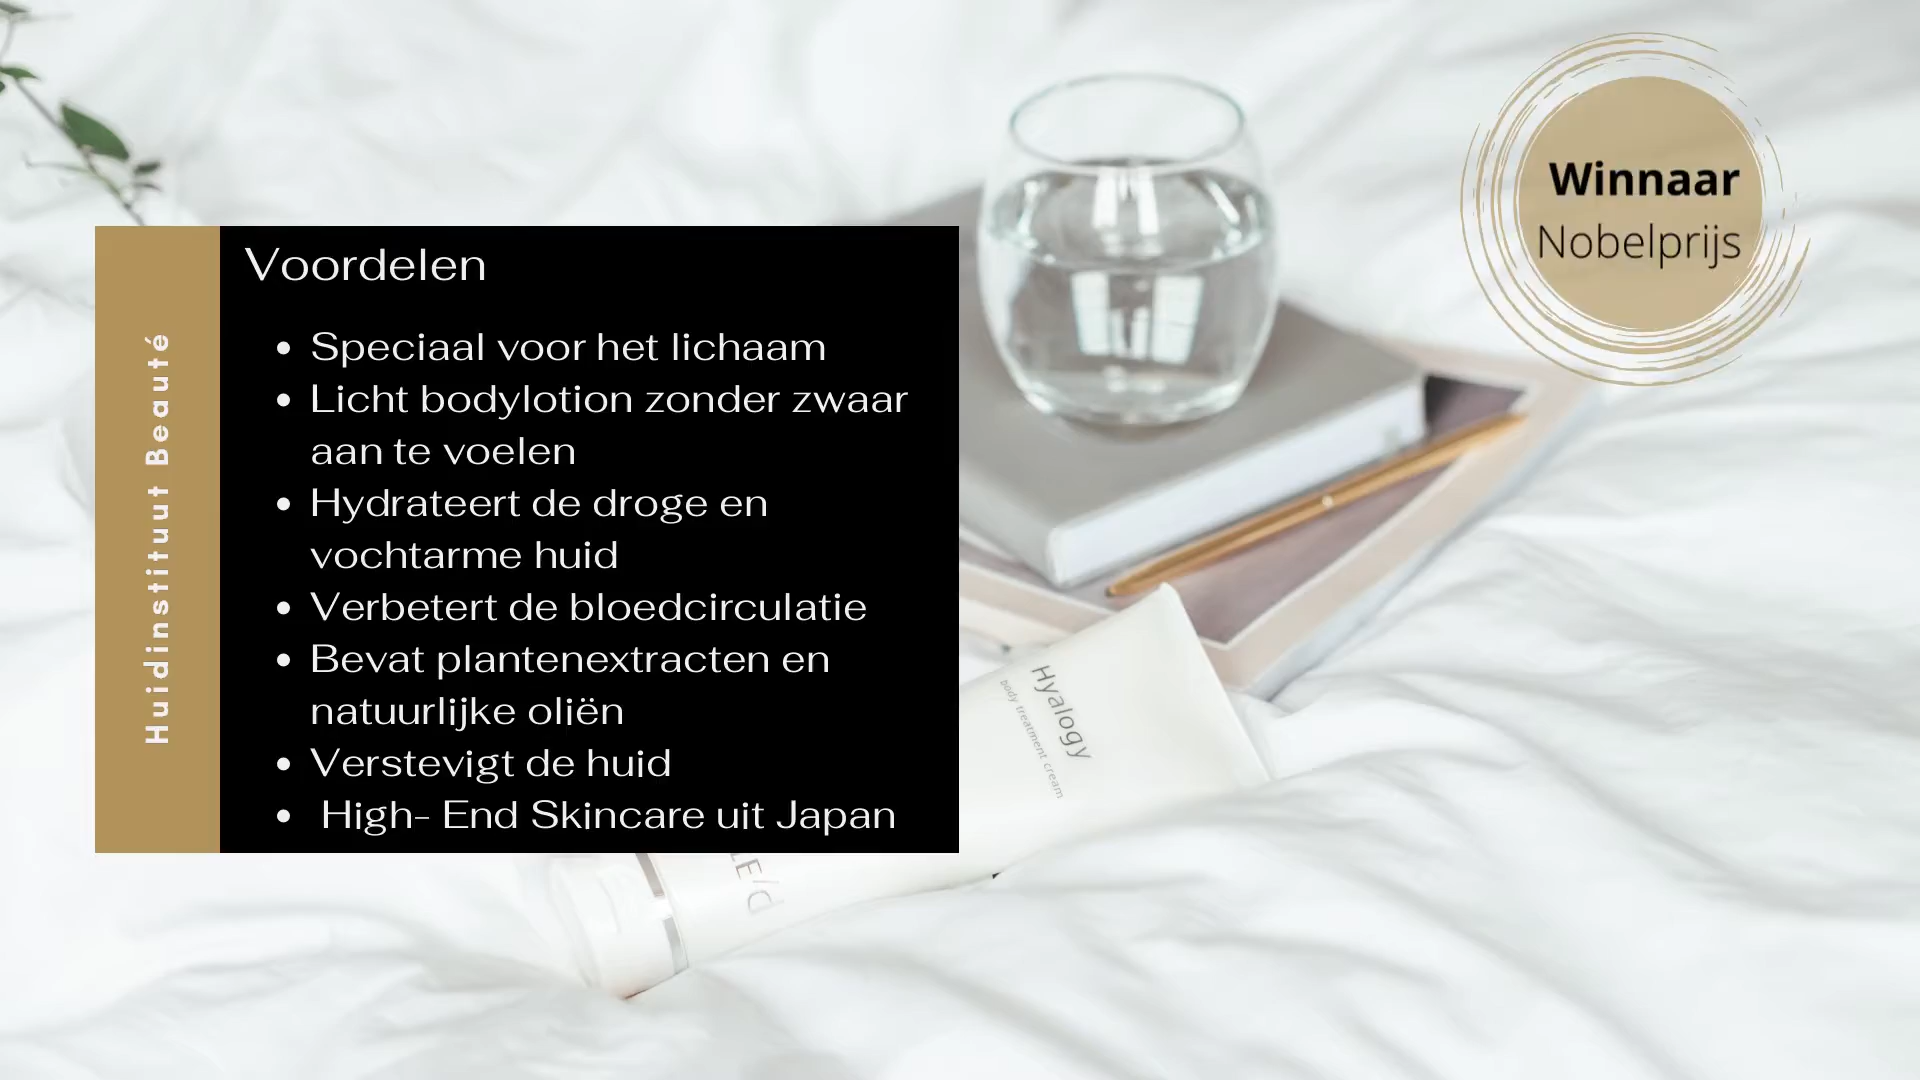 Winnaar
Nobelprijs
Huidinstituut Beauté
Voordelen
• Speciaal voor het lichaam
• Licht bodylotion zonder zwaar
aan te voelen
• Hydrateert de droge en
vochtarme huid
• Verbetert de bloedcirculatie
• Bevat plantenextracten en
natuurlijke oliën
• Verstevigt de huid
• High- End Skincare uit Japan
Hyalogy
body treatment cream